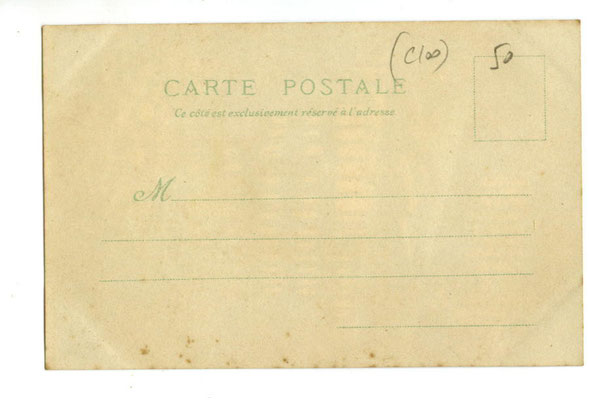 (C100) 50
CARTE POSTALE
Ce côté est exclusivement réservé à l'adresse
M